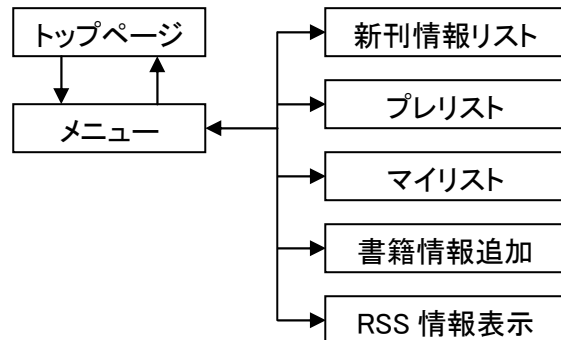 トップページ
メニュー
新刊情報リスト
プレリスト
マイリスト
書籍情報追加
RSS 情報表示